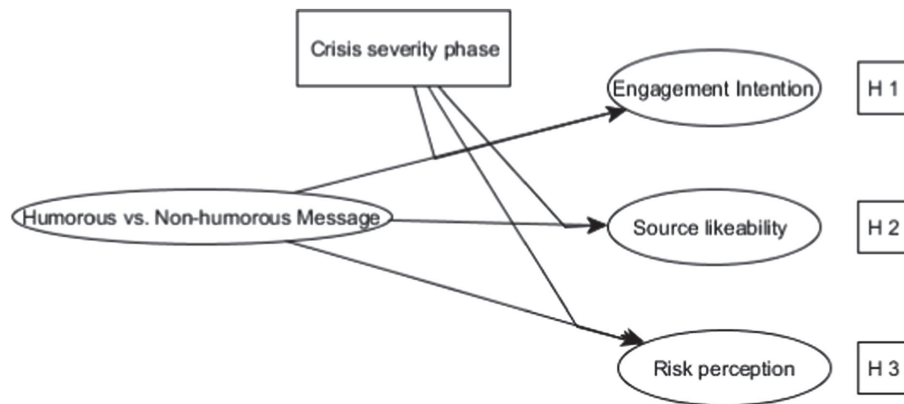 Crisis severity phase
Engagement Intention
H 1
Humorous vs. Non-humorous Message
Source likeability
H 2
Risk perception
H 3